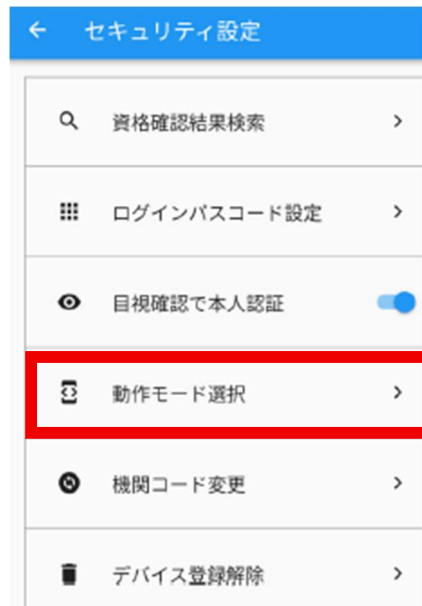 セキュリティ設定
資格確認結果検索
ログインパスコード設定
目視確認で本人認証
動作モード選択
機関コード変更
デバイス登録解除